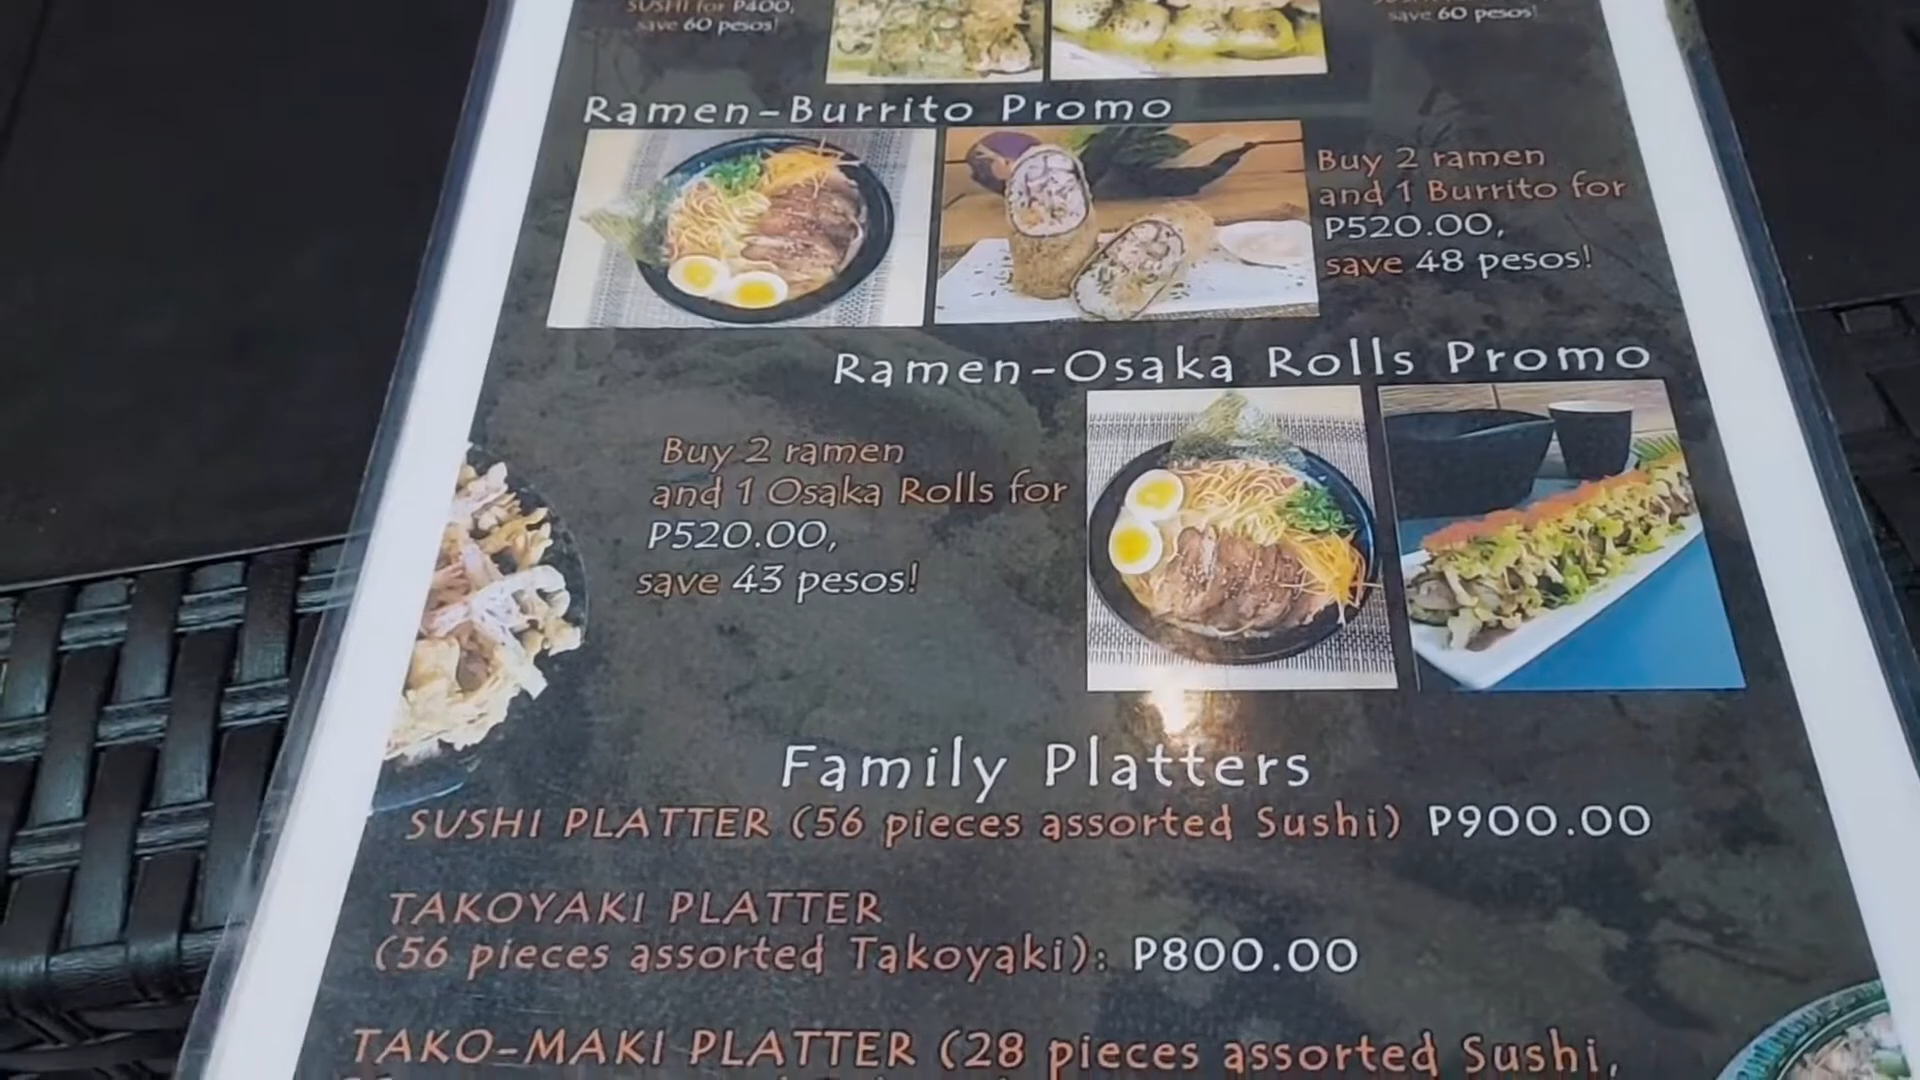 SUSHI for P400,
save 60 pesos!
save 60 pesos!
Ramen-Burrito Promo
Buy 2 ramen
and 1 Burrito for
P520.00,
save 48 pesos!
Ramen-Osaka Rolls Promo
Buy 2 ramen
and 1 Osaka Rolls for
P520.00,
save 43 pesos!
Family Platters
SUSHI PLATTER (56 pieces assorted Sushi) P900.00
TAKOYAKI PLATTER
(56 pieces assorted Takoyaki): P800.00
TAKO-MAKI PLATTER (28 pieces assorted Sushi,